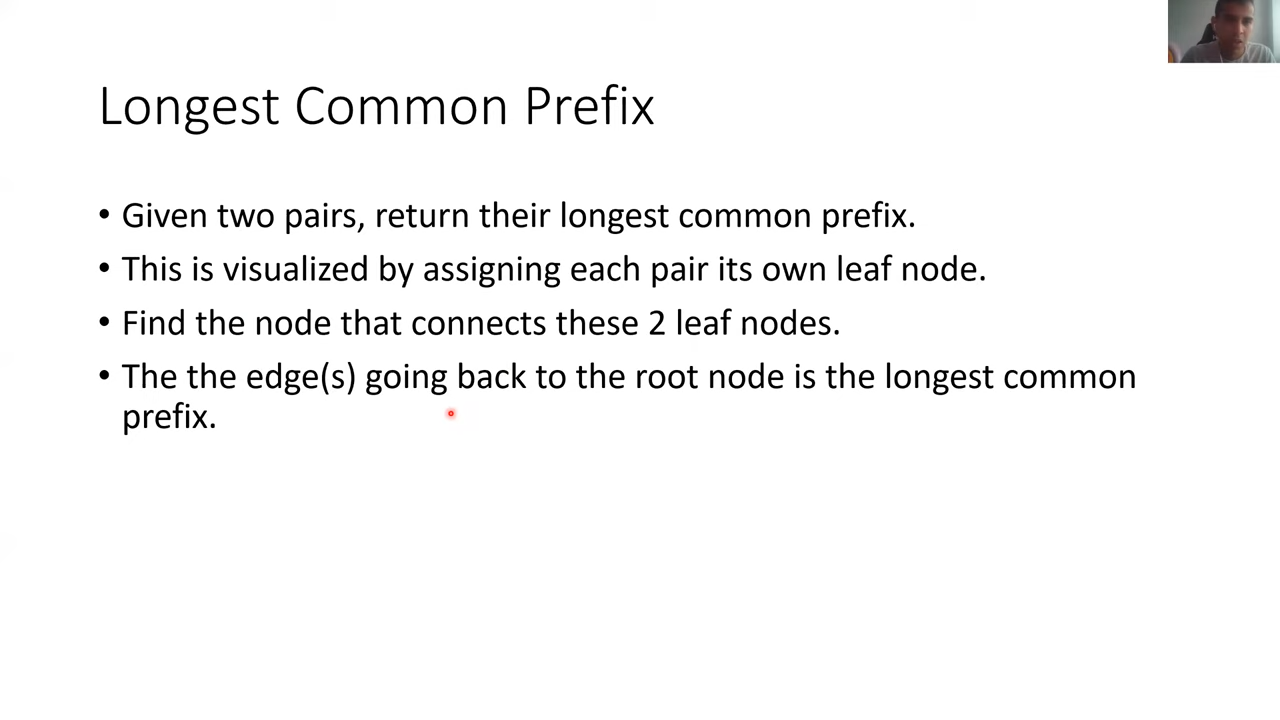 Longest Common Prefix
• Given two pairs, return their longest common prefix.
• This is visualized by assigning each pair its own leaf node.
• Find the node that connects these 2 leaf nodes.
• The the edge(s) going back to the root node is the longest common
prefix.